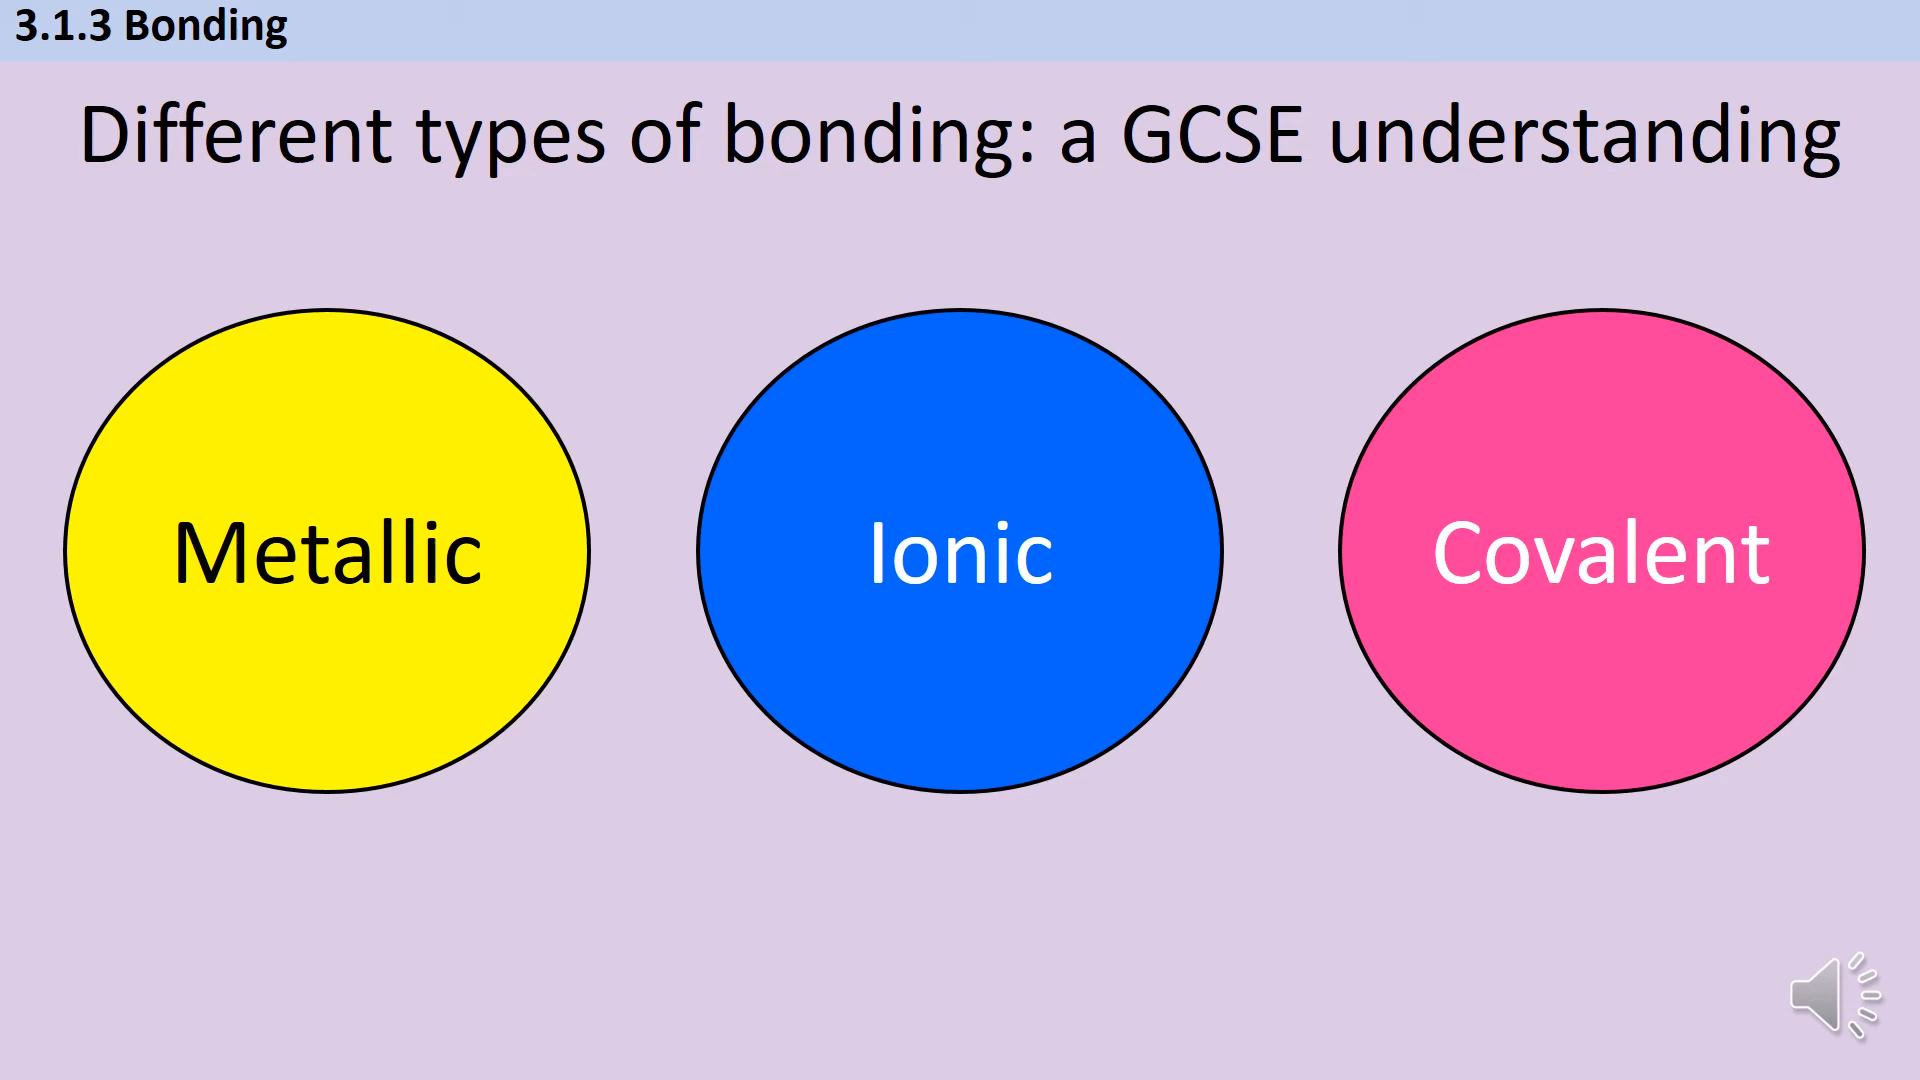 3.1.3 Bonding
Different types of bonding: a GCSE understanding
Metallic
Ionic
Covalent